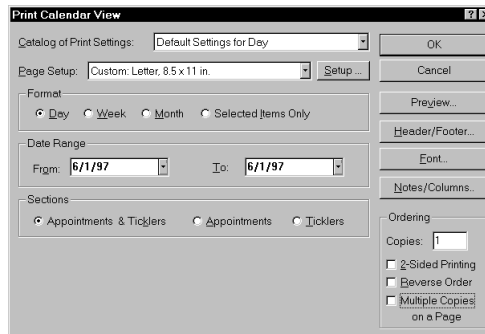 Print Calendar View
Catalog of Print Settings: Default Settings for Day
OK
Page Setup: Custom: Letter, 8.5 x 11 in. Setup ...
Cancel
Format
Day Week Month Selected Items Only
Preview...
Header/Footer...
Date Range
From: 6/1/97 To: 6/1/97
Font...
Notes/Columns..
Sections
Appointments & Ticklers Appointments Ticklers
Ordering
Copies: 1
2-Sided Printing
Reverse Order
Multiple Copies
on a Page